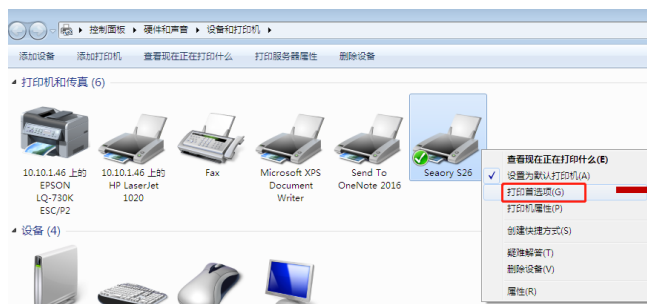 控制面板 ▸ 硬件和声音 ▸ 设备和打印机 ▸
添加设备 添加打印机 查看现在正在打印什么 打印服务器属性 删除设备
打印机和传真 (6)
10.10.1.46 上的
EPSON
LQ-730K
ESC/P2
10.10.1.46 上的
HP LaserJet
1020
Fax
Microsoft XPS
Document
Writer
Send To
OneNote 2016
Seaory S26
查看现在正在打印什么(E)
设置为默认打印机(A)
打印首选项(G)
打印机属性(P)
创建快捷方式(S)
疑难解答(T)
删除设备(V)
属性(R)
设备 (4)